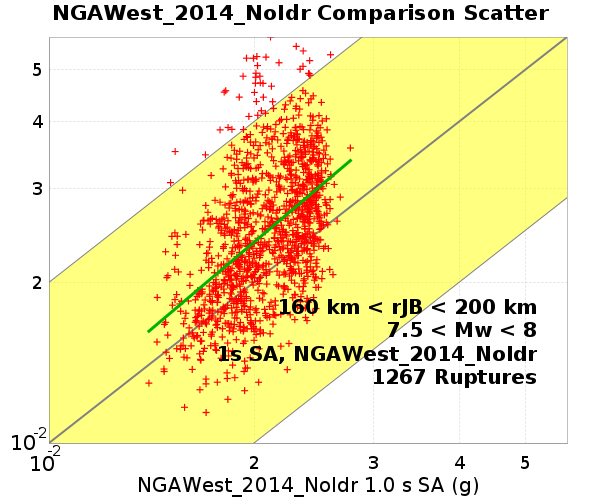 NGAWest_2014_NoIdr Comparison Scatter
5
4
3
2
10-2
160 km < rJB < 200 km
7.5 < Mw < 8
1s SA, NGAWest_2014_NoIdr
1267 Ruptures
10-2
2
3
4
5
NGAWest_2014_NoIdr 1.0 s SA (g)